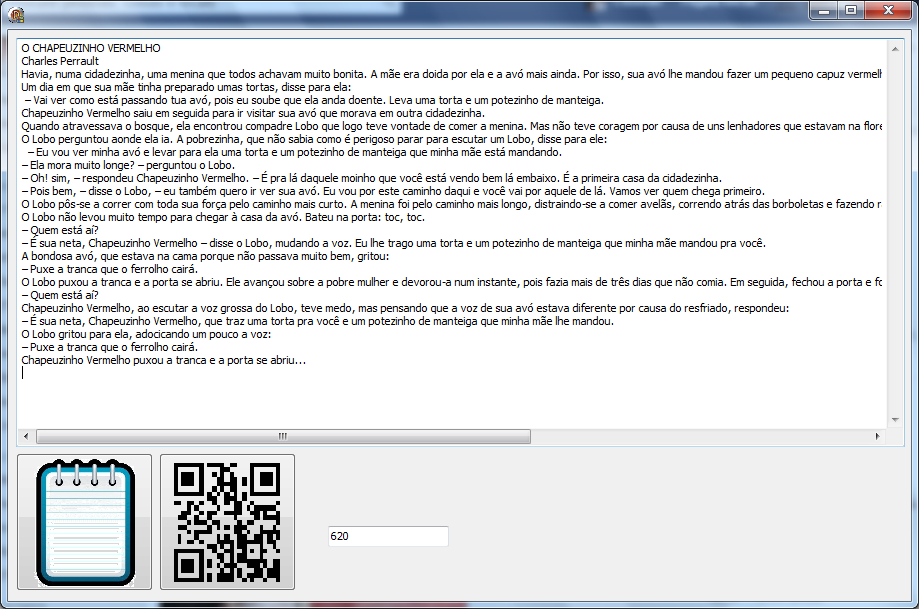 O CHAPEUZINHO VERMELHO
Charles Perrault
Havia, numa cidadezinha, uma menina que todos achavam muito bonita. A mãe era doida por ela e a avó mais ainda. Por isso, sua avó lhe mandou fazer um pequeno capuz vermelh
Um dia em que sua mãe tinha preparado umas tortas, disse para ela:
– Vai ver como está passando tua avó, pois eu soube que ela anda doente. Leva uma torta e um potezinho de manteiga.
Chapeuzinho Vermelho saiu em seguida para ir visitar sua avó que morava em outra cidadezinha.
Quando atravessava o bosque, ela encontrou compadre Lobo que logo teve vontade de comer a menina. Mas não teve coragem por causa de uns lenhadores que estavam na flore
O Lobo perguntou aonde ela ia. A pobrezinha, que não sabia como é perigoso parar para escutar um Lobo, disse para ele:
– Eu vou ver minha avó e levar para ela uma torta e um potezinho de manteiga que minha mãe está mandando.
– Ela mora muito longe? – perguntou o Lobo.
– Oh! sim, – respondeu Chapeuzinho Vermelho. – É pra lá daquele moinho que você está vendo bem lá embaixo. É a primeira casa da cidadezinha.
– Pois bem, – disse o Lobo, – eu também quero ir ver sua avó. Eu vou por este caminho daqui e você vai por aquele de lá. Vamos ver quem chega primeiro.
O Lobo pôs-se a correr com toda sua força pelo caminho mais curto. A menina foi pelo caminho mais longo, distraindo-se a comer avelãs, correndo atrás das borboletas e fazendo r
O Lobo não levou muito tempo para chegar à casa da avó. Bateu na porta: toc, toc.
– Quem está aí?
– É sua neta, Chapeuzinho Vermelho – disse o Lobo, mudando a voz. Eu lhe trago uma torta e um potezinho de manteiga que minha mãe mandou pra você.
A bondosa avó, que estava na cama porque não passava muito bem, gritou:
– Puxe a tranca que o ferrolho cairá.
O Lobo puxou a tranca e a porta se abriu. Ele avançou sobre a pobre mulher e devorou-a num instante, pois fazia mais de três dias que não comia. Em seguida, fechou a porta e fo
– Quem está aí?
Chapeuzinho Vermelho, ao escutar a voz grossa do Lobo, teve medo, mas pensando que a voz de sua avó estava diferente por causa do resfriado, respondeu:
– É sua neta, Chapeuzinho Vermelho, que traz uma torta pra você e um potezinho de manteiga que minha mãe lhe mandou.
O Lobo gritou para ela, adocicando um pouco a voz:
– Puxe a tranca que o ferrolho cairá.
Chapeuzinho Vermelho puxou a tranca e a porta se abriu...
620